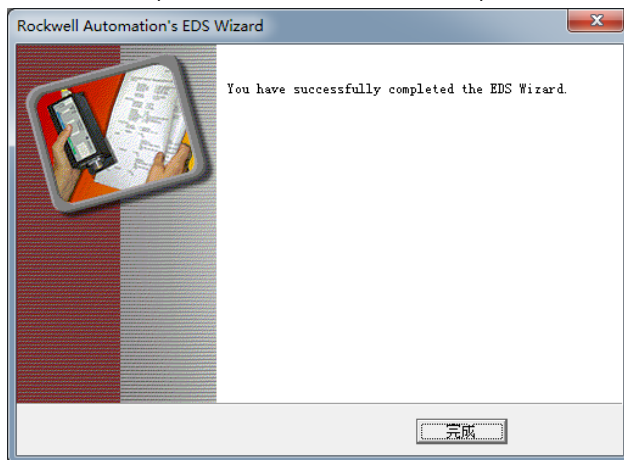 Rockwell Automation's EDS Wizard
You have successfully completed the EDS Wizard.
完成